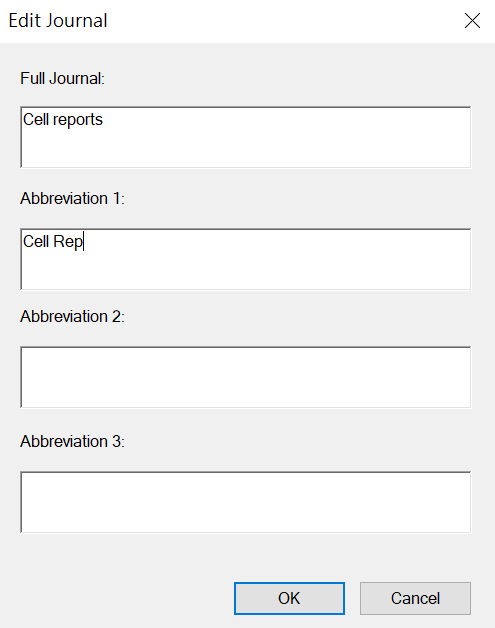 Edit Journal
Full Journal:
Cell reports
Abbreviation 1:
Cell Rep
Abbreviation 2:
Abbreviation 3:
OK
Cancel